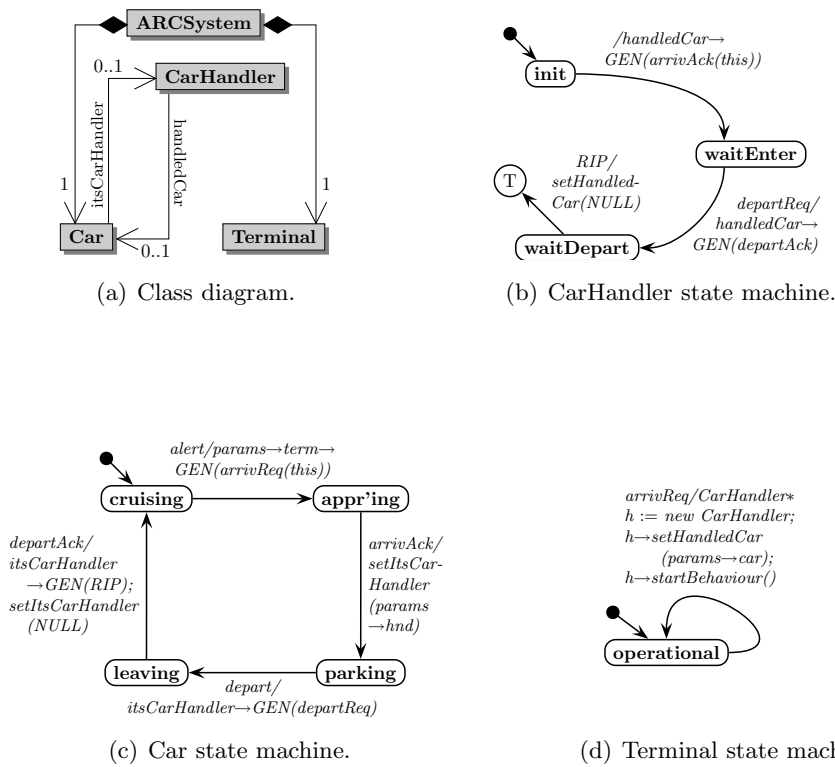 ARCSystem
0..1
CarHandler
itsCarHandler
handledCar
1
1
Car
Terminal
0..1
(a) Class diagram.
/handledCar→
GEN(arrivAck(this))
init
waitEnter
T
RIP/
setHandled-
Car(NULL)
departReq/
handledCar→
GEN(departAck)
waitDepart
(b) CarHandler state machine.
alert/params→term→
GEN(arrivReq(this))
cruising
appr'ing
departAck/
itsCarHandler
→GEN(RIP);
setItsCarHandler
(NULL)
arrivAck/
setItsCar-
Handler
(params
→hnd)
leaving
parking
depart/
itsCarHandler→GEN(departReq)
(c) Car state machine.
arrivReq/CarHandler*
h := new CarHandler;
h→setHandledCar
(params→car);
h→startBehaviour()
operational
(d) Terminal state mach